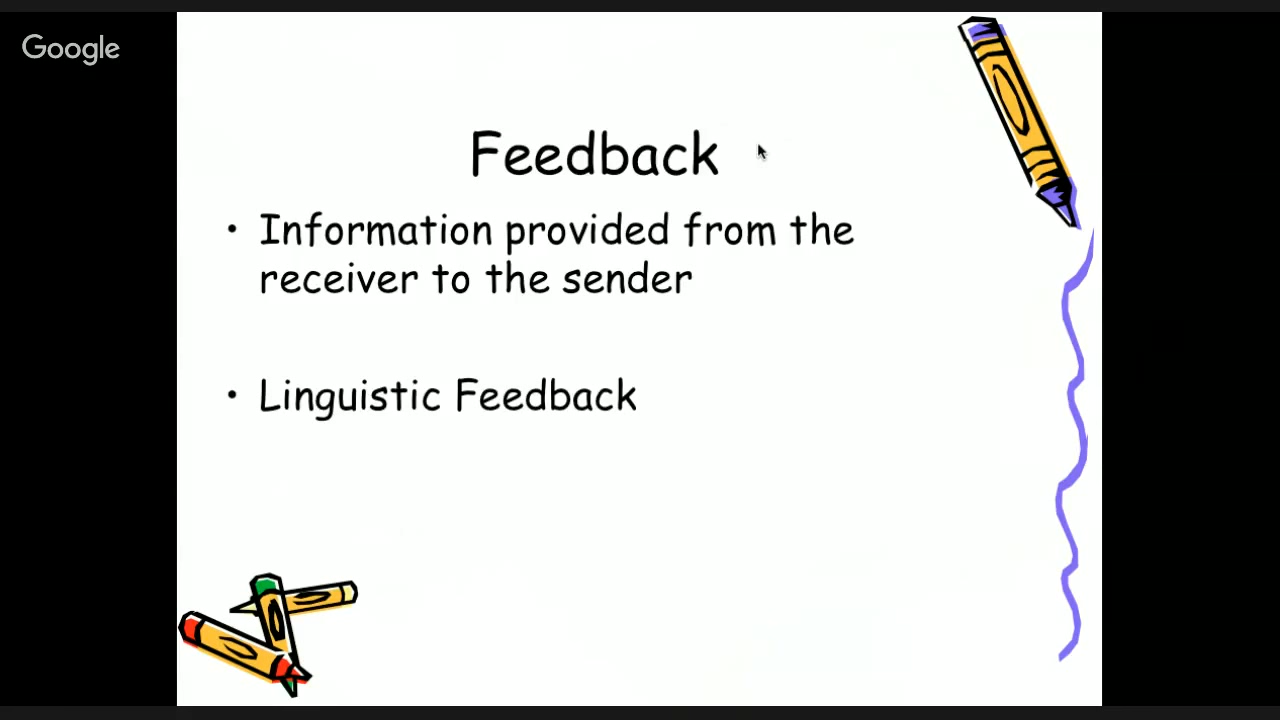 Google
Feedback
• Information provided from the
receiver to the sender
• Linguistic Feedback